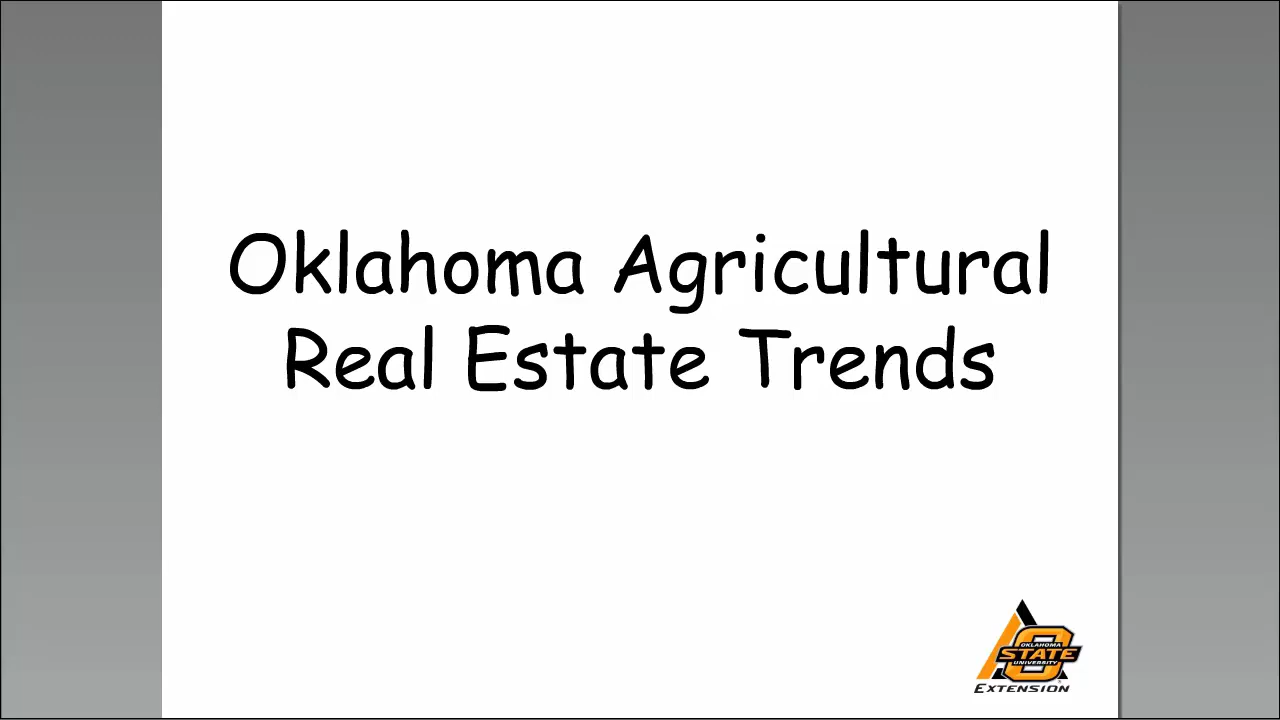 Oklahoma Agricultural
Real Estate Trends
OKLAHOMA
STATE
UNIVERSITY
EXTENSION